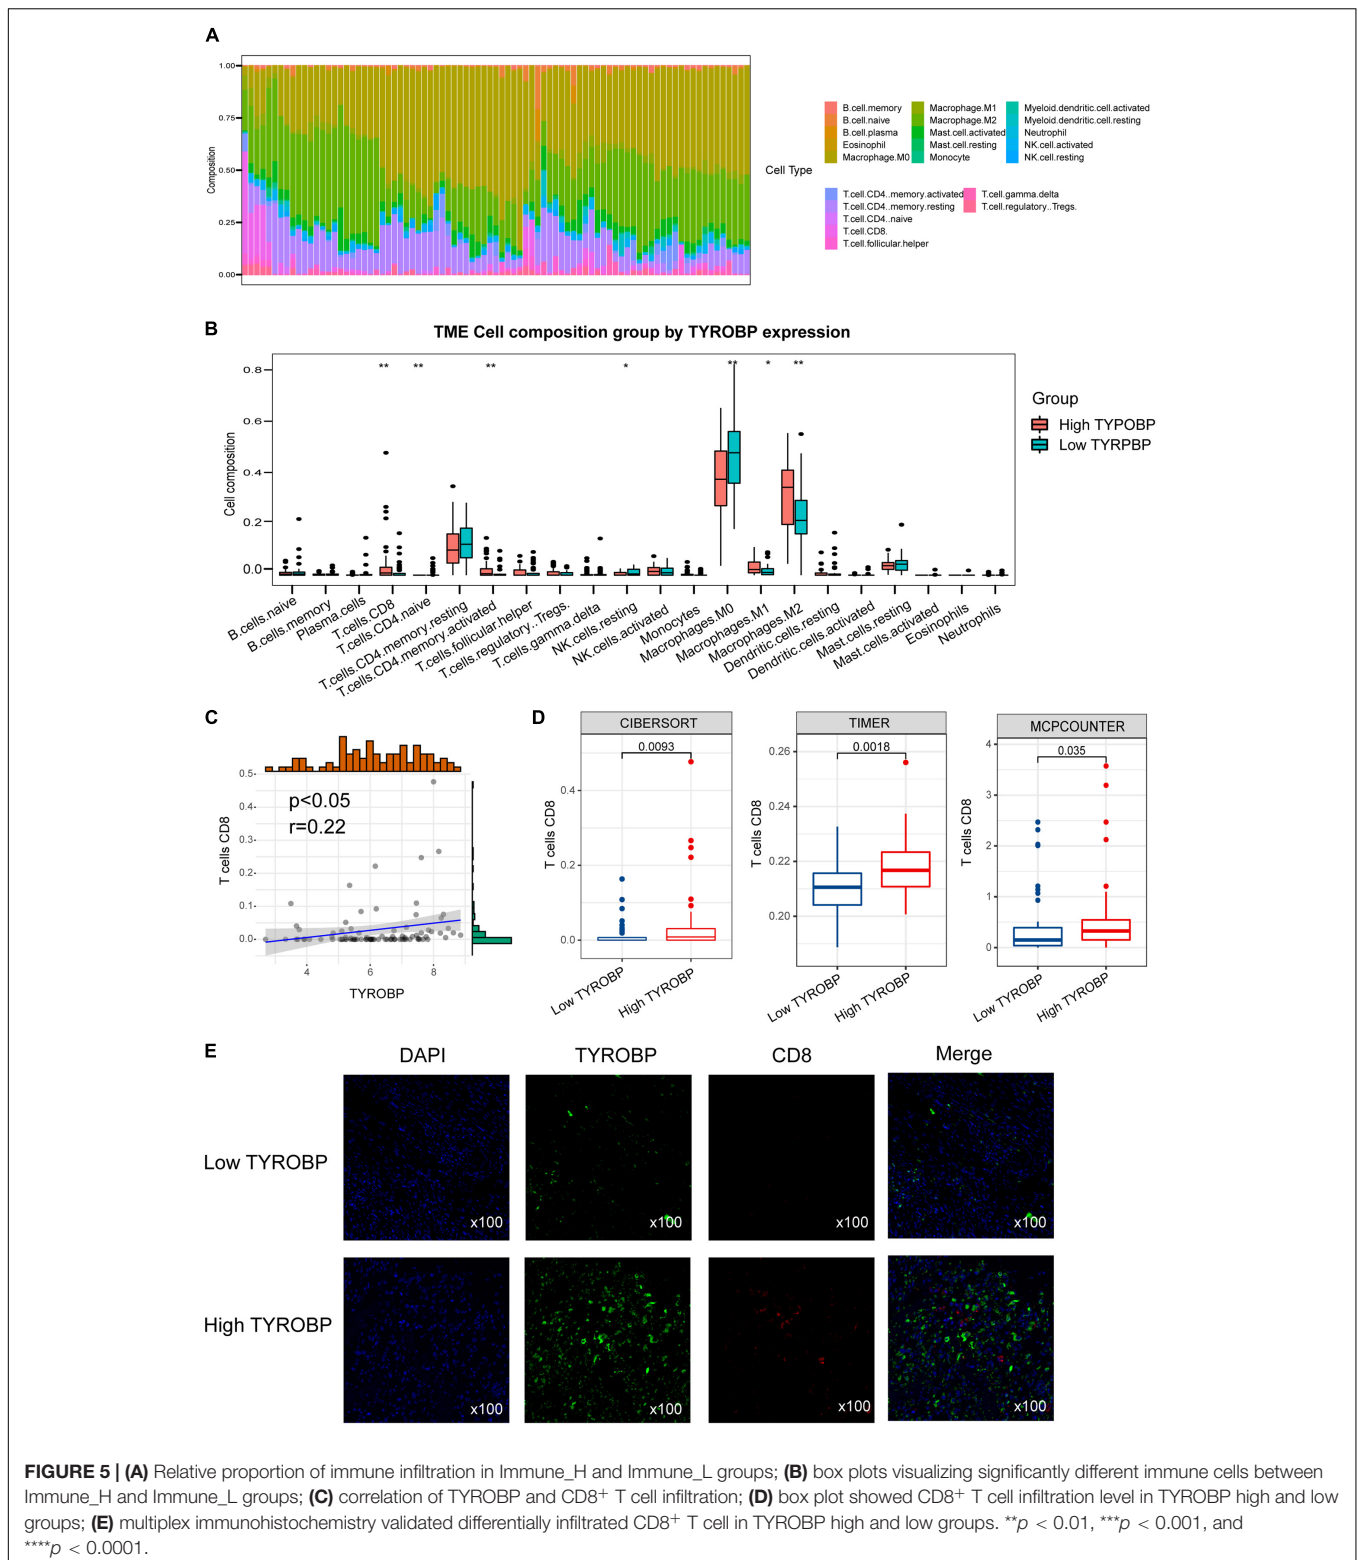 A
1.00
0.75
0.50
0.25
0.00
Composition
Cell Type
B.cell.memory
B.cell.naive
B.cell.plasma
Eosinophil
Macrophage.M0
Macrophage.M1
Macrophage.M2
Mast.cell.activated
Mast.cell.resting
Monocyte
Myeloid.dendritic.cell.activated
Myeloid.dendritic.cell.resting
Neutrophil
NK.cell.activated
NK.cell.resting
T.cell.CD4..memory.activated
T.cell.CD4..memory.resting
T.cell.CD4..naive
T.cell.CD8.
T.cell.follicular.helper
T.cell.gamma.delta
T.cell.regulatory..Tregs.
B
TME Cell composition group by TYROBP expression
0.8
0.6
0.4
0.2
0.0
Cell composition
** ** ** * ** * **
B.cells.naive
B.cells.memory
Plasma.cells
T.cells.CD8
T.cells.CD4.naive
T.cells.CD4.memory.resting
T.cells.CD4.memory.activated
T.cells.follicular.helper
T.cells.regulatory..Tregs.
T.cells.gamma.delta
NK.cells.resting
NK.cells.activated
Monocytes
Macrophages.M0
Macrophages.M1
Macrophages.M2
Dendritic.cells.resting
Dendritic.cells.activated
Mast.cells.resting
Mast.cells.activated
Eosinophils
Neutrophils
Group
High TYPOBP
Low TYRPBP
C
0.5
0.4
0.3
0.2
0.1
0.0
T cells CD8
p<0.05
r=0.22
4 6 8
TYROBP
D
CIBERSORT
0.0093
0.4
0.2
0.0
T cells CD8
Low TYROBP
High TYROBP
TIMER
0.0018
0.26
0.24
0.22
0.20
T cells CD8
Low TYROBP
High TYROBP
MCPCOUNTER
0.035
4
3
2
1
0
T cells CD8
Low TYROBP
High TYROBP
E
DAPI TYROBP CD8 Merge
Low TYROBP
x100 x100 x100 x100
High TYROBP
x100 x100 x100 x100
FIGURE 5 | (A) Relative proportion of immune infiltration in Immune_H and Immune_L groups; (B) box plots visualizing significantly different immune cells between
Immune_H and Immune_L groups; (C) correlation of TYROBP and CD8+ T cell infiltration; (D) box plot showed CD8+ T cell infiltration level in TYROBP high and low
groups; (E) multiplex immunohistochemistry validated differentially infiltrated CD8+ T cell in TYROBP high and low groups. **p < 0.01, ***p < 0.001, and
****p < 0.0001.